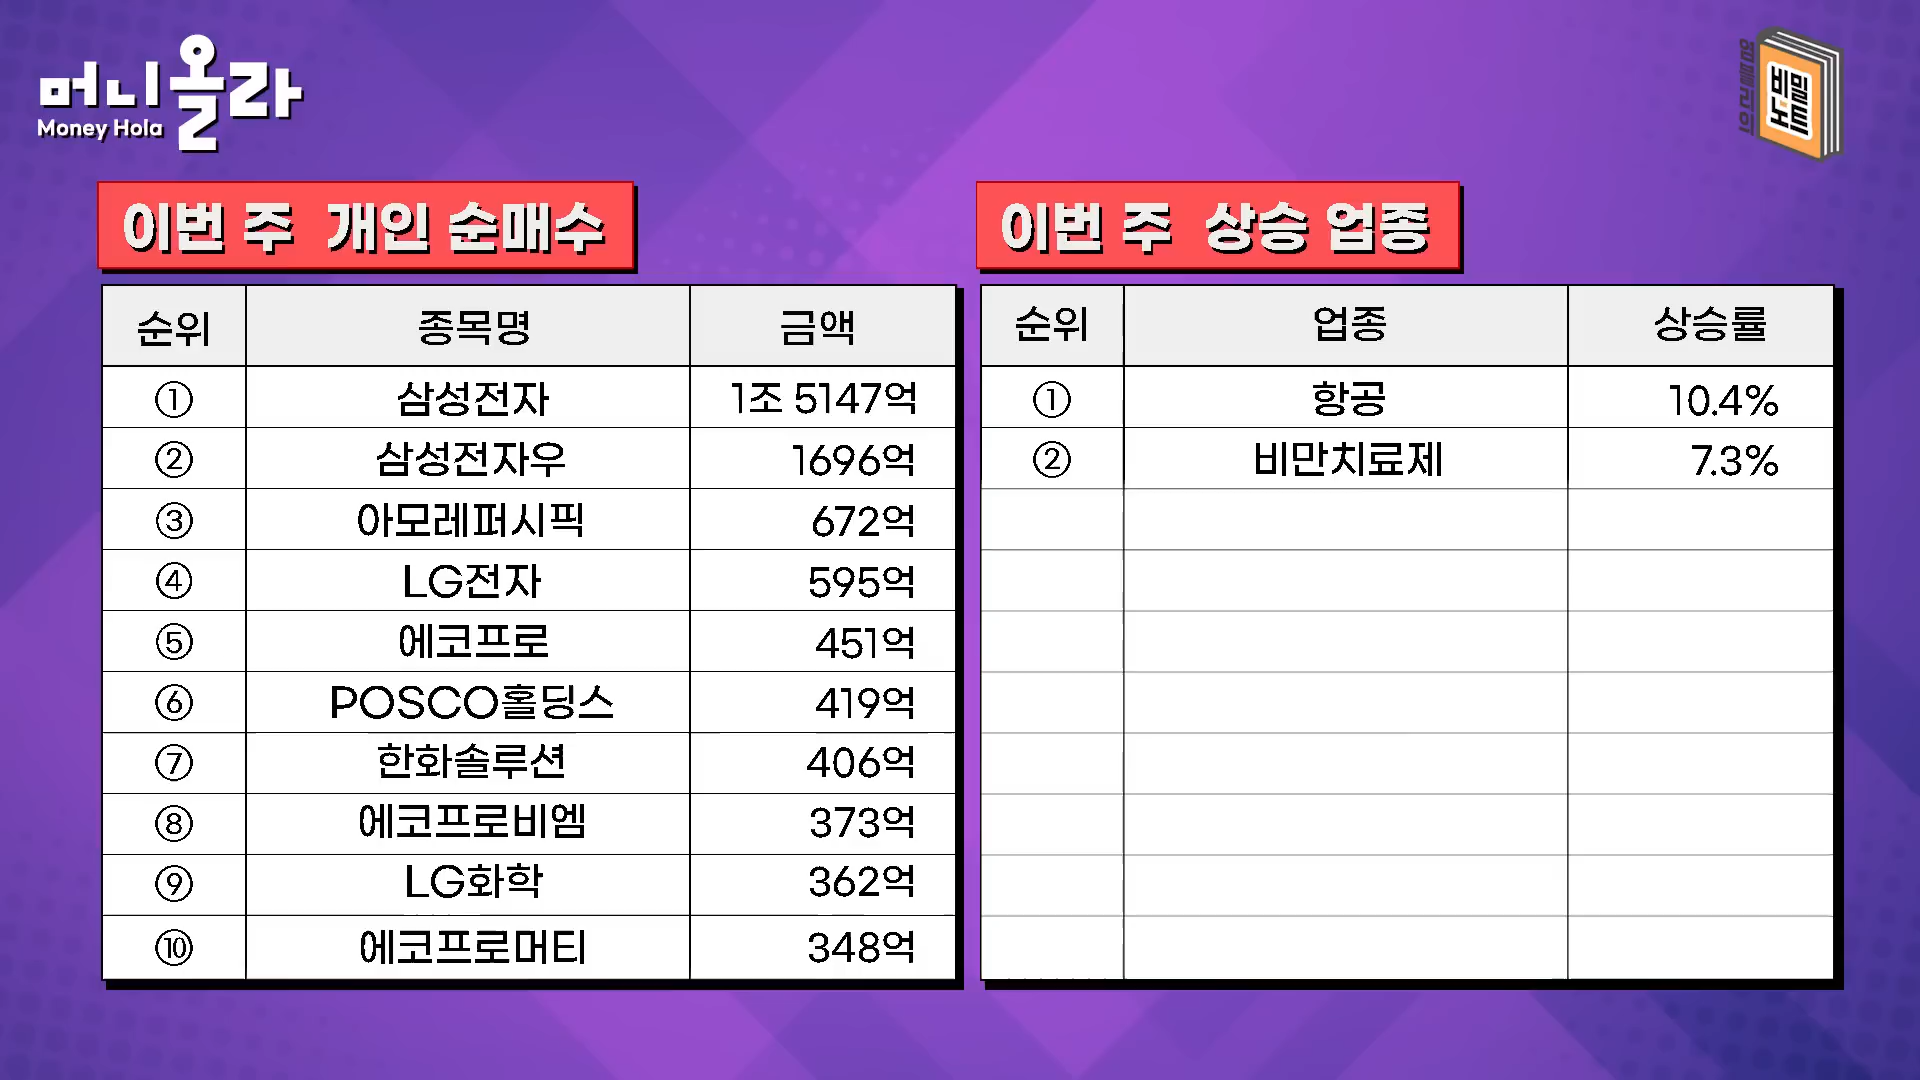 머니올라
Money Hola
염블리의
비밀
노트
이번 주 개인 순매수
순위 종목명 금액
① 삼성전자 1조 5147억
② 삼성전자우 1696억
③ 아모레퍼시픽 672억
④ LG전자 595억
⑤ 에코프로 451억
⑥ POSCO홀딩스 419억
⑦ 한화솔루션 406억
⑧ 에코프로비엠 373억
⑨ LG화학 362억
⑩ 에코프로머티 348억
이번 주 상승 업종
순위 업종 상승률
① 항공 10.4%
② 비만치료제 7.3%